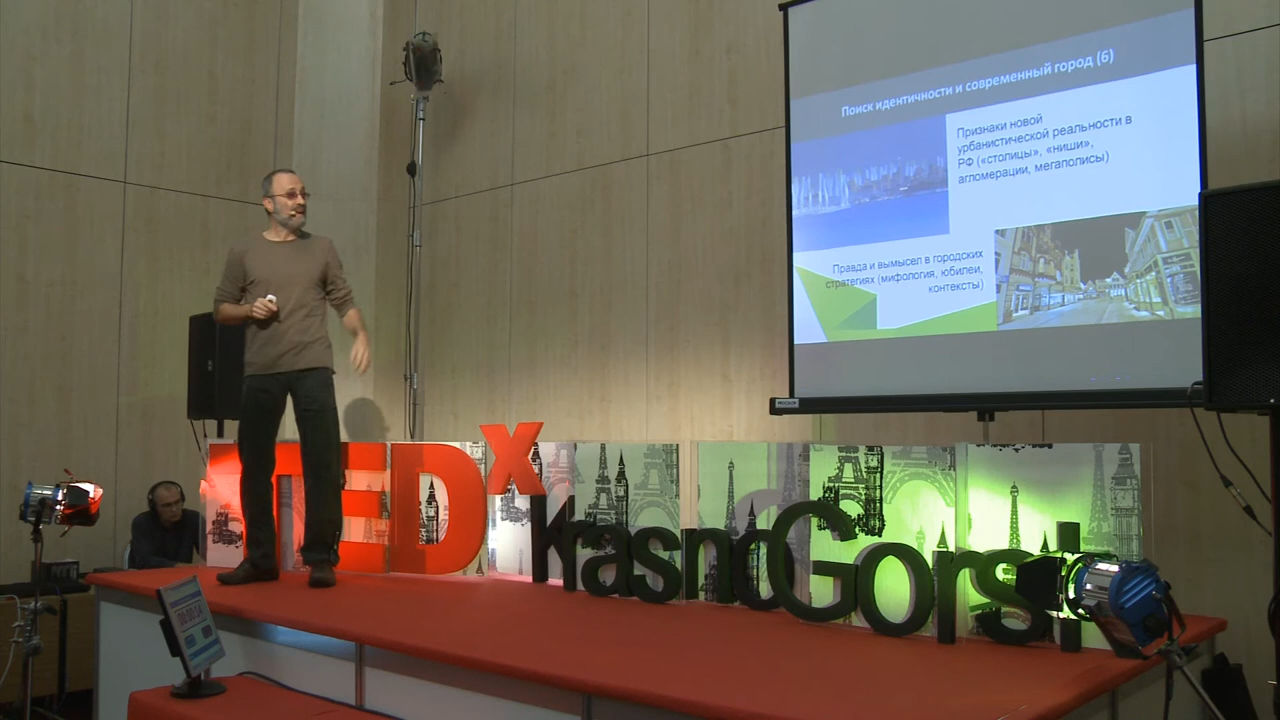 Поиск идентичности и современный город (6)
Признаки новой
урбанистической реальности в
РФ («столицы», «ниши»,
агломерации, мегаполисы)
Правда и вымысел в городских
стратегиях (мифология, юбилеи,
контексты)
TEDx
KrasnoGorsk